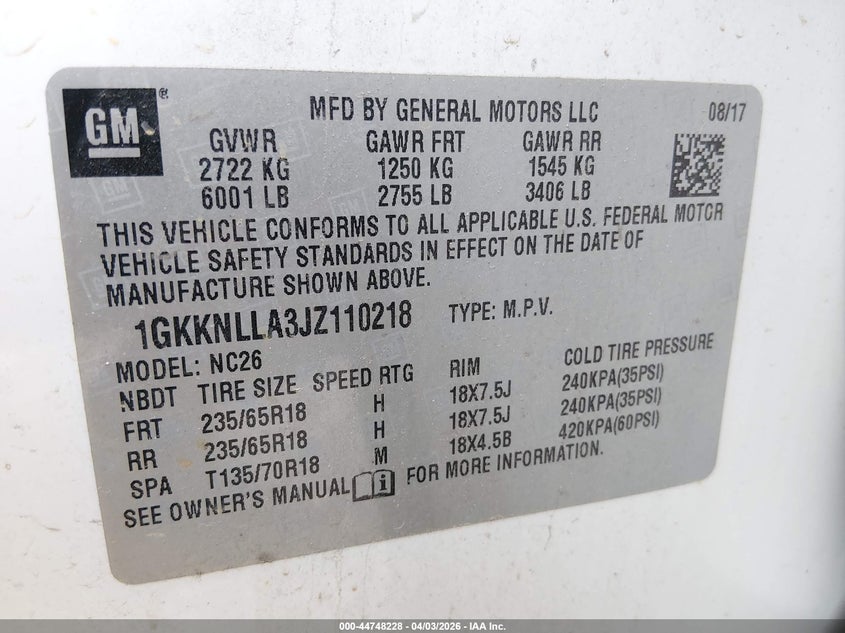 GM ®
MFD BY GENERAL MOTORS LLC 08/17
GVWR GAWR FRT GAWR RR
2722 KG 1250 KG 1545 KG
6001 LB 2755 LB 3406 LB
THIS VEHICLE CONFORMS TO ALL APPLICABLE U.S. FEDERAL MOTOR
VEHICLE SAFETY STANDARDS IN EFFECT ON THE DATE OF
MANUFACTURE SHOWN ABOVE.
1GKKNLLA3JZ110218 TYPE: M.P.V.
MODEL: NC26
NBDT TIRE SIZE SPEED RTG RIM COLD TIRE PRESSURE
FRT 235/65R18 H 18X7.5J 240KPA(35PSI)
RR 235/65R18 H 18X7.5J 240KPA(35PSI)
SPA T135/70R18 M 18X4.5B 420KPA(60PSI)
SEE OWNER'S MANUAL FOR MORE INFORMATION.
000-44748228 - 04/03/2026 - IAA Inc.